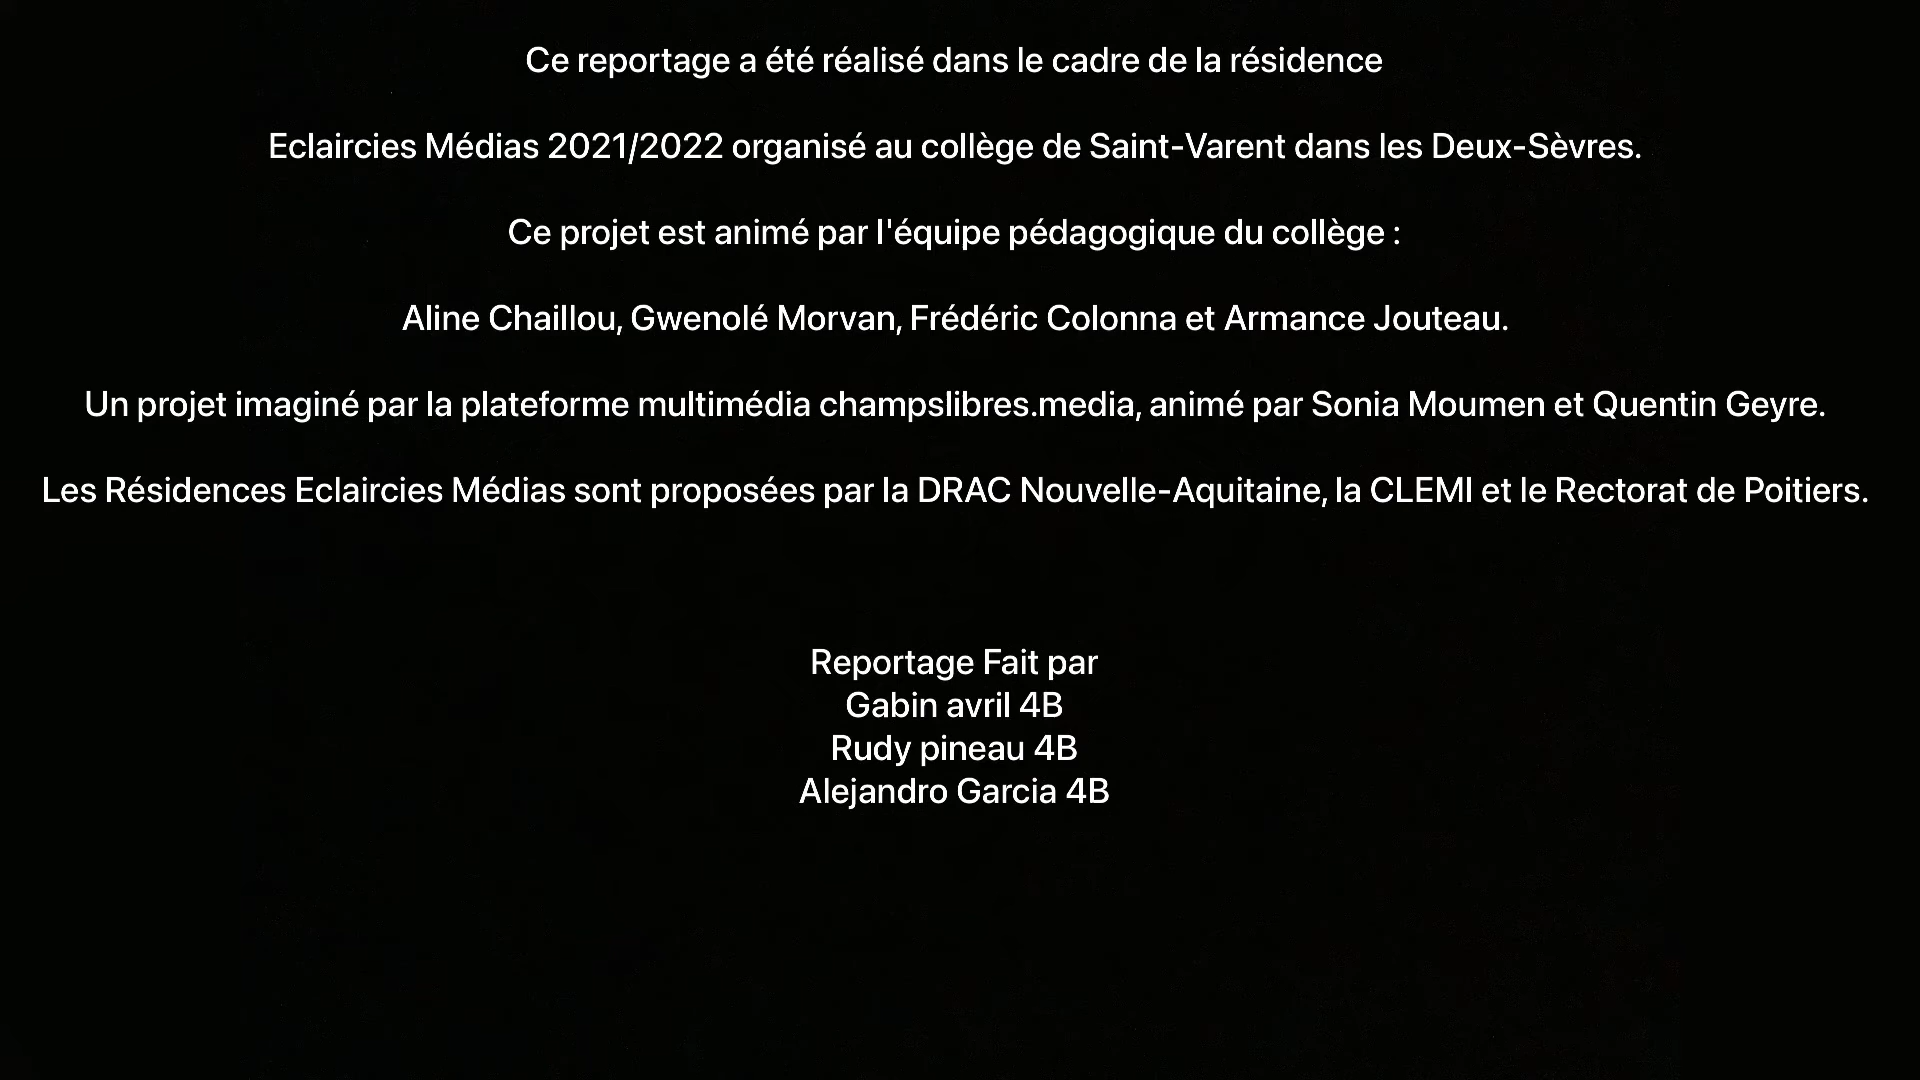 Ce reportage a été réalisé dans le cadre de la résidence
Eclaircies Médias 2021/2022 organisé au collège de Saint-Varent dans les Deux-Sèvres.
Ce projet est animé par l'équipe pédagogique du collège :
Aline Chaillou, Gwenolé Morvan, Frédéric Colonna et Armance Jouteau.
Un projet imaginé par la plateforme multimédia champslibres.media, animé par Sonia Moumen et Quentin Geyre.
Les Résidences Eclaircies Médias sont proposées par la DRAC Nouvelle-Aquitaine, la CLEMI et le Rectorat de Poitiers.
Reportage Fait par
Gabin avril 4B
Rudy pineau 4B
Alejandro Garcia 4B